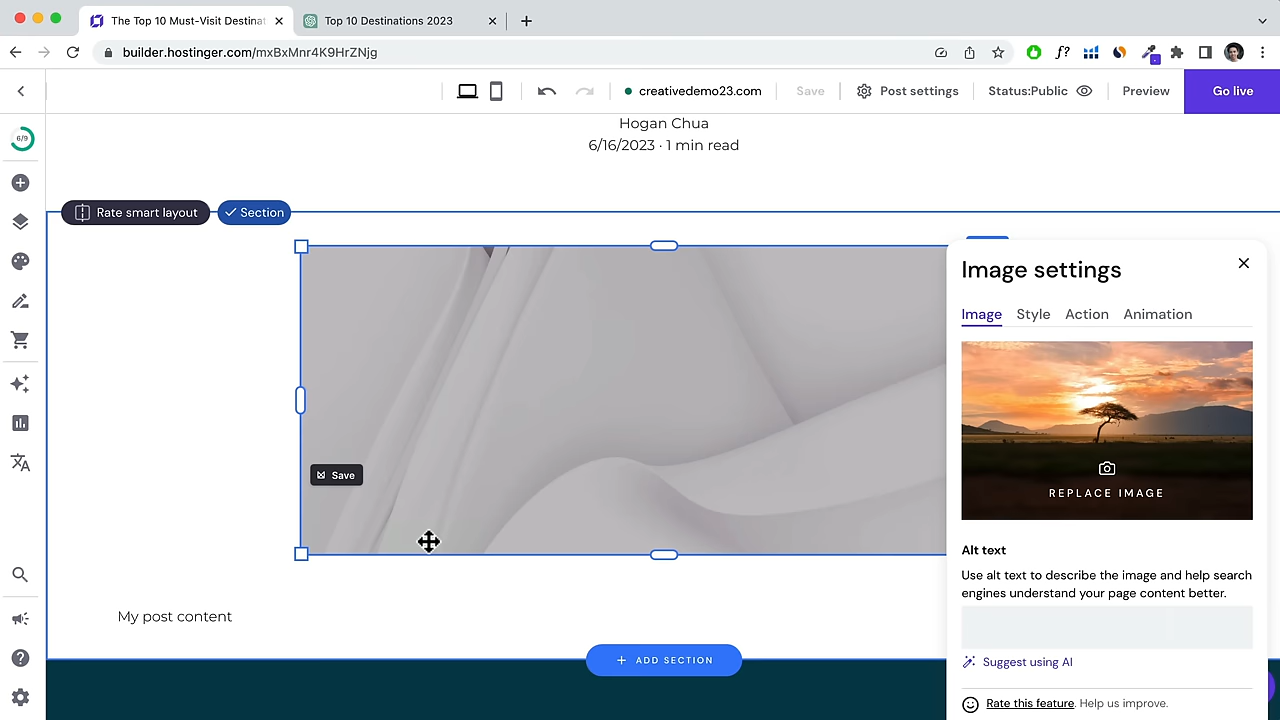 The Top 10 Must-Visit Destinat
Top 10 Destinations 2023
builder.hostinger.com/mxBxMnr4K9HrZNjg
f?
creativedemo23.com
Save
Post settings
Status:Public
Preview
Go live
6/9
Hogan Chua
6/16/2023 · 1 min read
Rate smart layout
Section
Image settings
Image Style Action Animation
REPLACE IMAGE
Save
Alt text
Use alt text to describe the image and help search
engines understand your page content better.
Suggest using AI
My post content
+ ADD SECTION
Rate this feature. Help us improve.